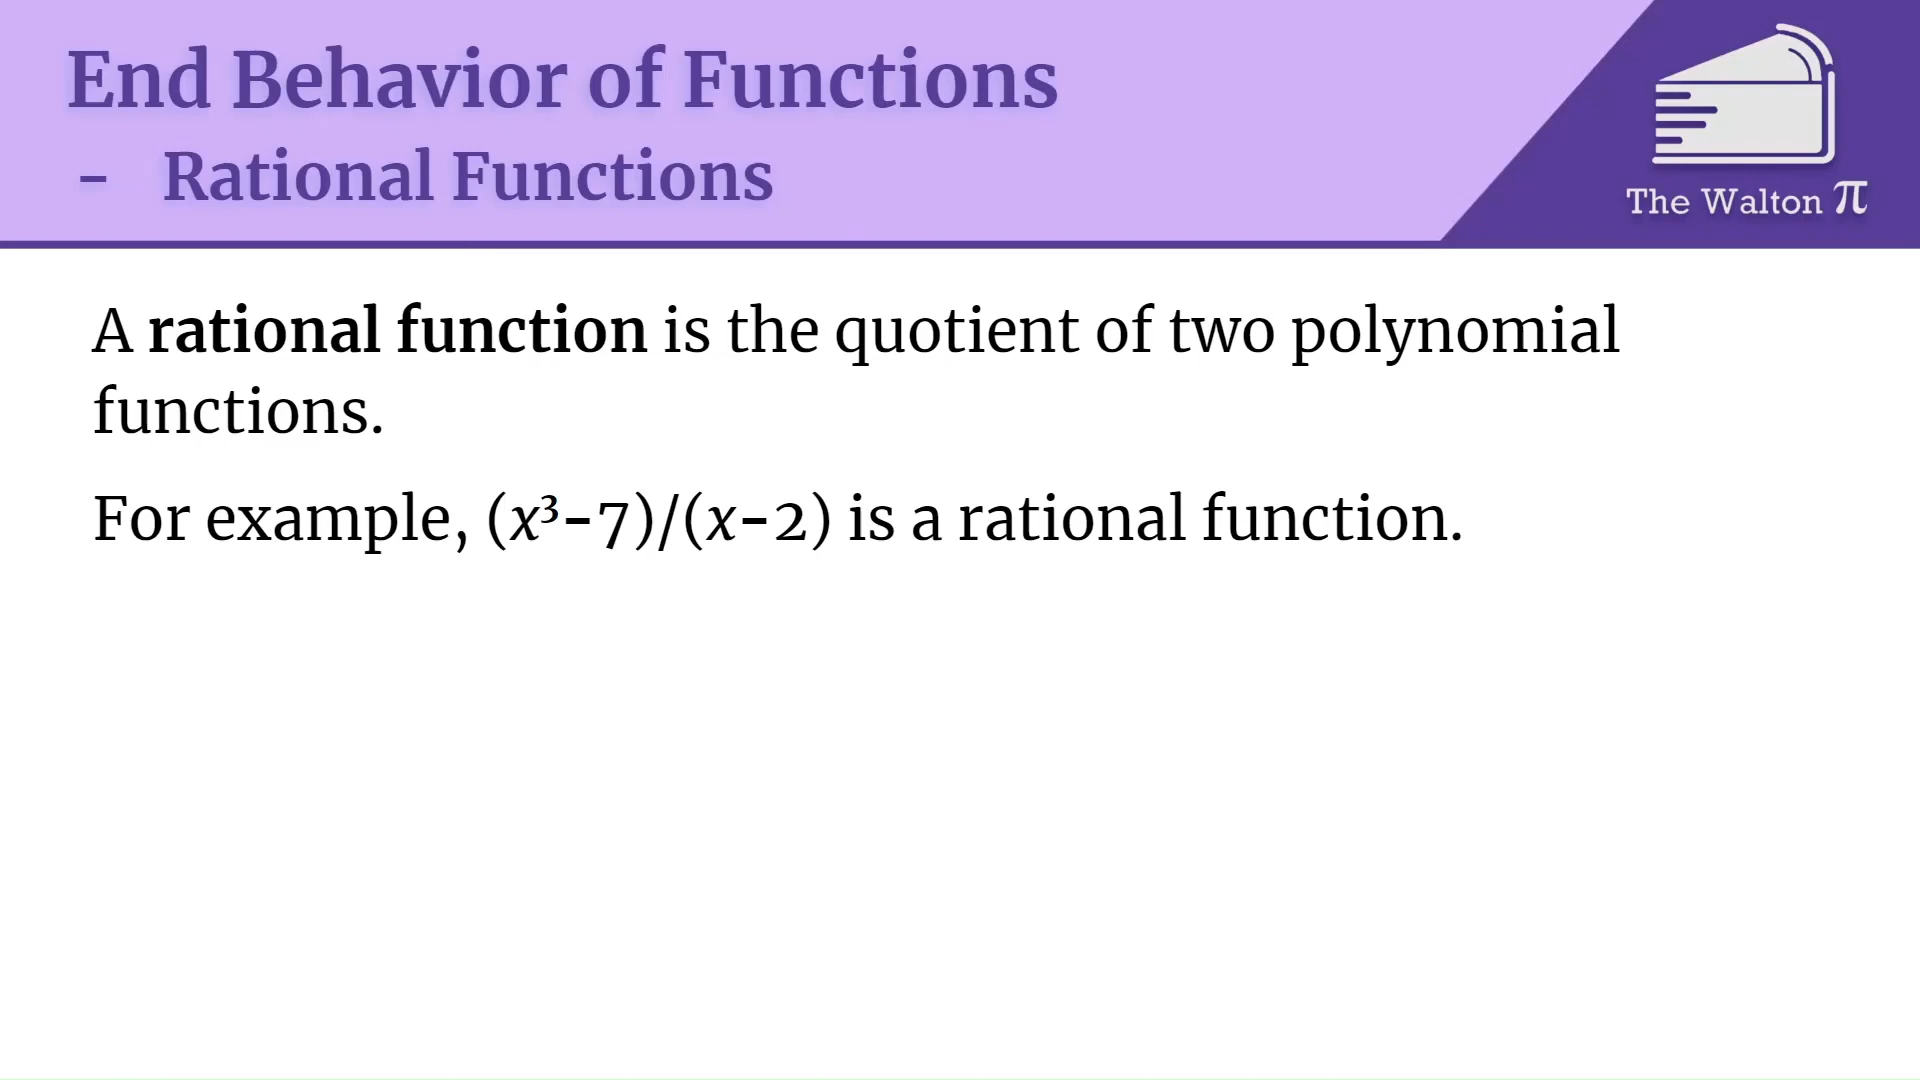 End Behavior of Functions
- Rational Functions
The Walton π
A rational function is the quotient of two polynomial
functions.
For example, (x³-7)/(x-2) is a rational function.